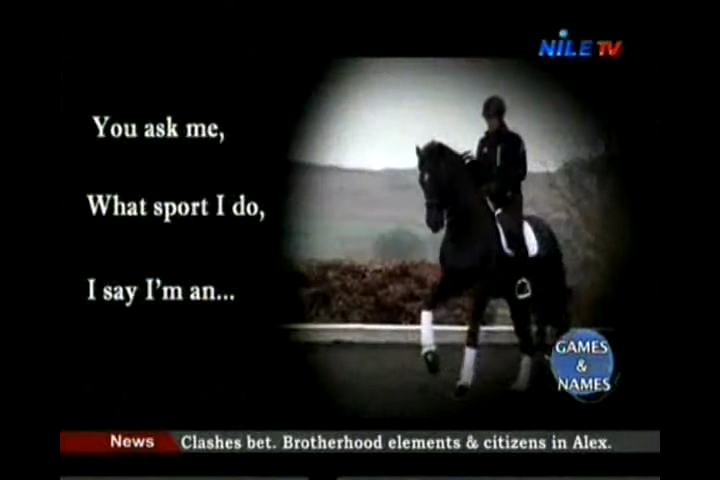 NiLE TV
You ask me,
What sport I do,
I say I'm an...
GAMES
&
NAMES
News Clashes bet. Brotherhood elements & citizens in Alex.